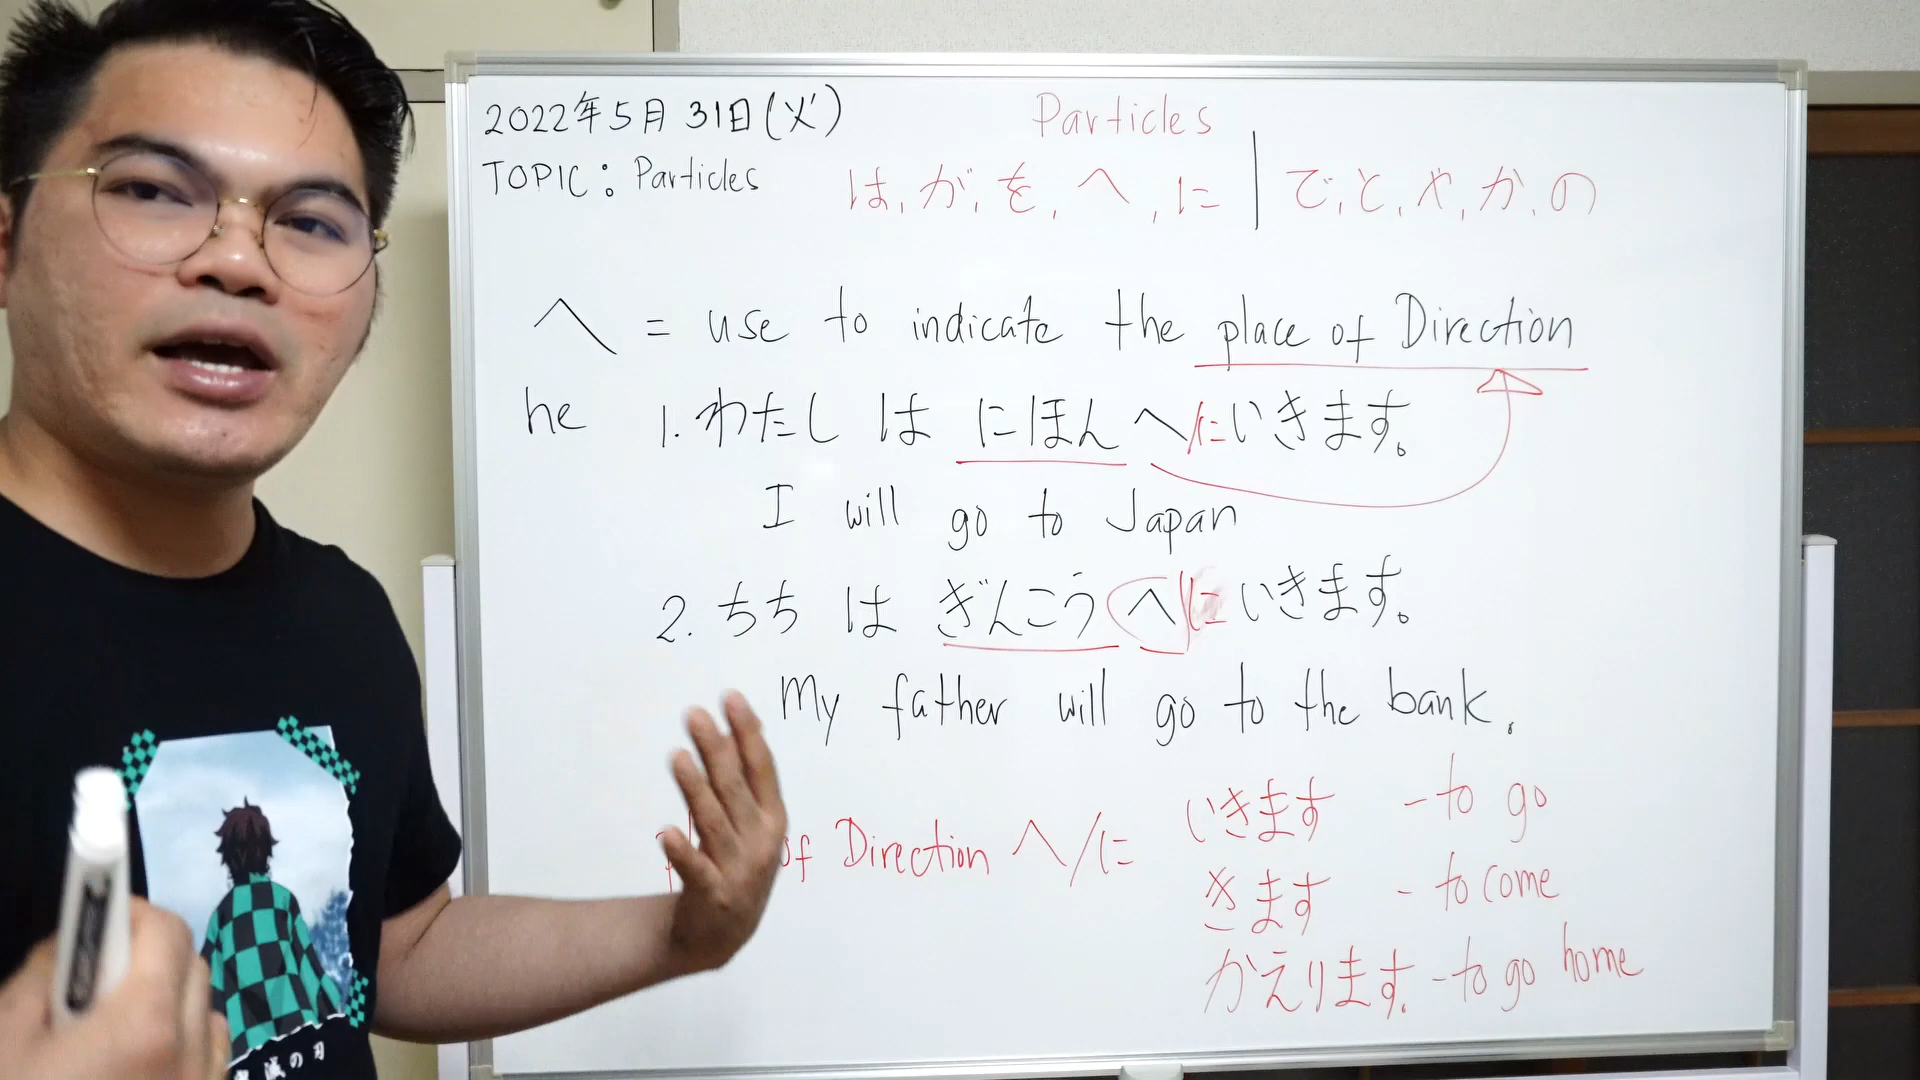 2022年5月31日(火)
TOPIC: Particles
Particles
は,が,を,へ,に | で,と,や,か,の
へ = use to indicate the place of Direction
he
1. わたし は にほん へ/に いきます。
I will go to Japan
2. ちち は ぎんこう へ/に いきます。
My father will go to the bank.
of Direction へ/に
いきます - to go
きます - to come
かえります. - to go home
滅の刃